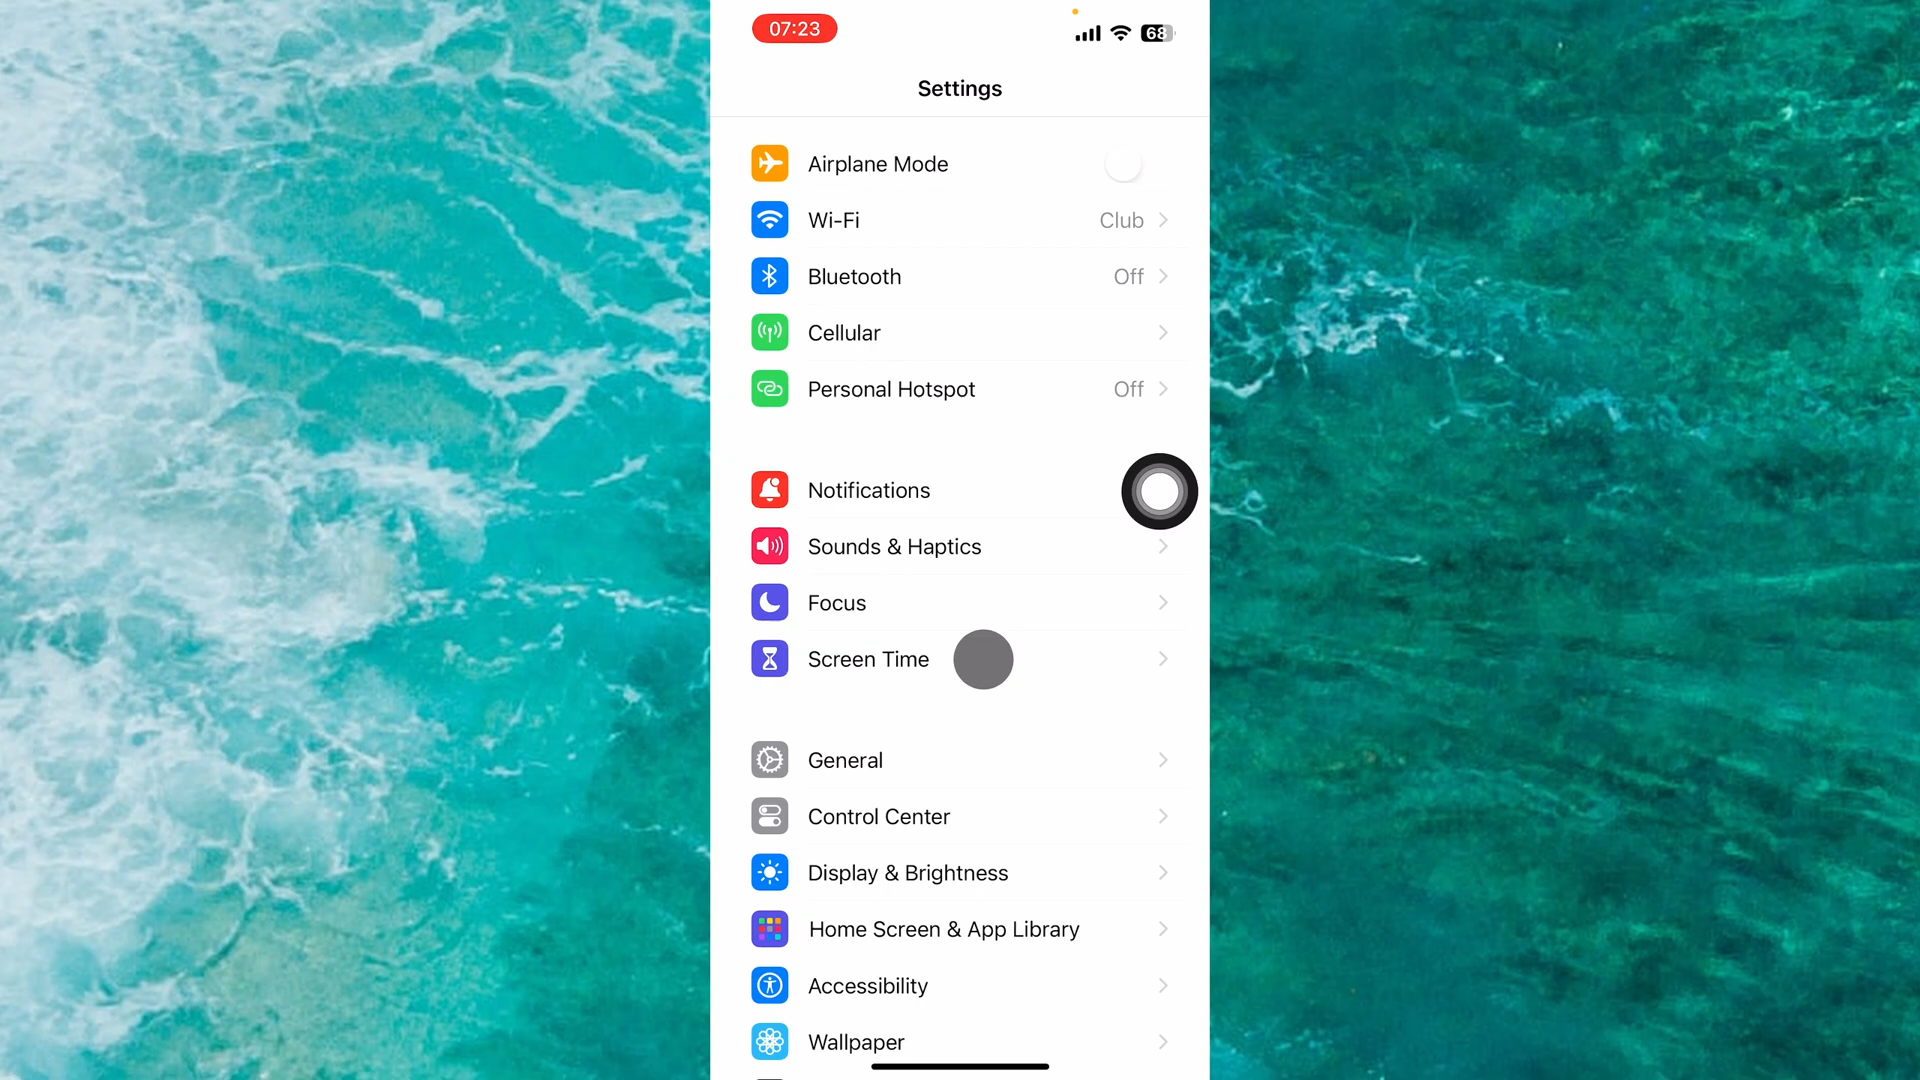 07:23
68
Settings
Airplane Mode
Wi-Fi Club
Bluetooth Off
Cellular
Personal Hotspot Off
Notifications
Sounds & Haptics
Focus
Screen Time
General
Control Center
Display & Brightness
Home Screen & App Library
Accessibility
Wallpaper